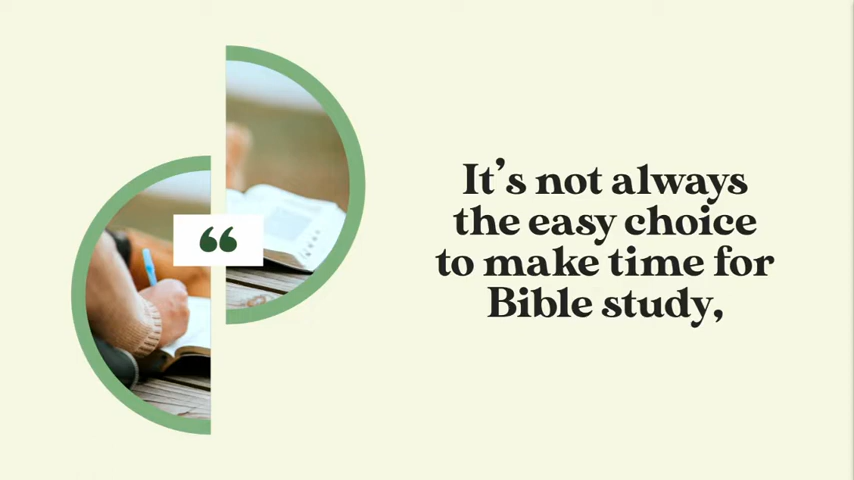 “
It’s not always
the easy choice
to make time for
Bible study,